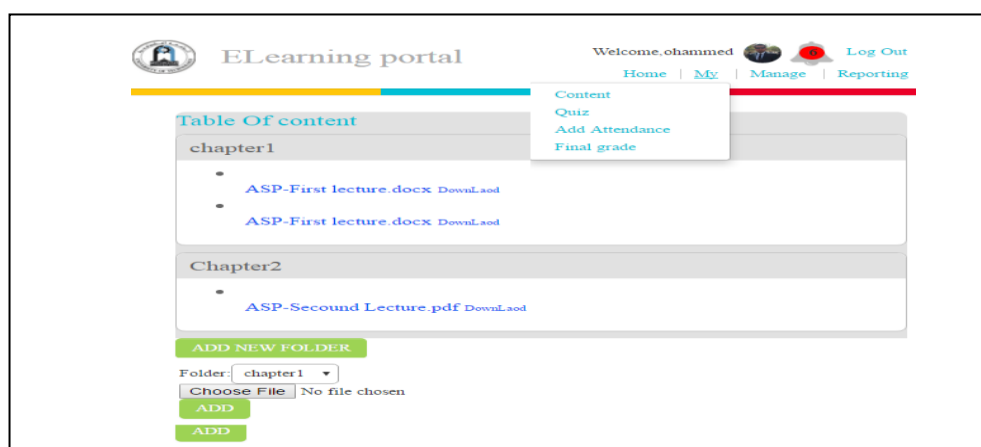 ELearning portal
Welcome,ohammed Log Out
Home | My | Manage | Reporting
Content
Quiz
Add Attendance
Final grade
Table Of content
chapter1
ASP-First lecture.docx DownLaod
ASP-First lecture.docx DownLaod
Chapter2
ASP-Secound Lecture.pdf DownLaod
ADD NEW FOLDER
Folder: chapter1
Choose File No file chosen
ADD
ADD